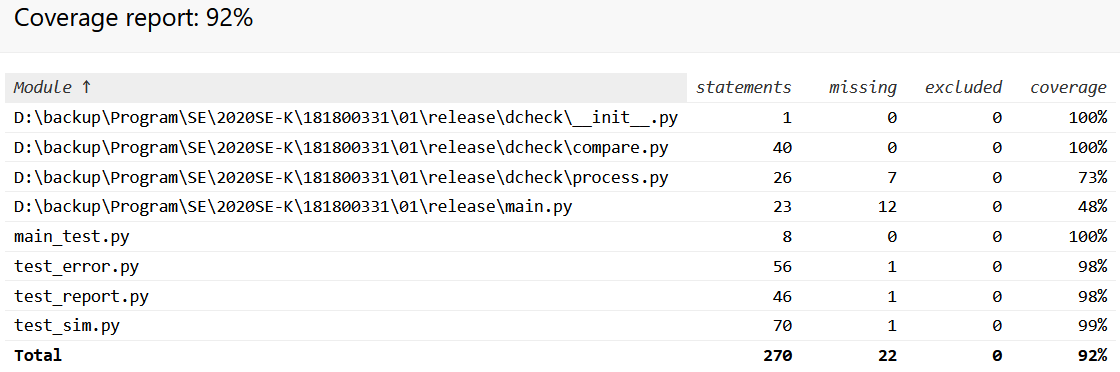 Coverage report: 92%
Module ↑ statements missing excluded coverage
D:\backup\Program\SE\2020SE-K\181800331\01\release\dcheck\__init__.py 1 0 0 100%
D:\backup\Program\SE\2020SE-K\181800331\01\release\dcheck\compare.py 40 0 0 100%
D:\backup\Program\SE\2020SE-K\181800331\01\release\dcheck\process.py 26 7 0 73%
D:\backup\Program\SE\2020SE-K\181800331\01\release\main.py 23 12 0 48%
main_test.py 8 0 0 100%
test_error.py 56 1 0 98%
test_report.py 46 1 0 98%
test_sim.py 70 1 0 99%
Total 270 22 0 92%